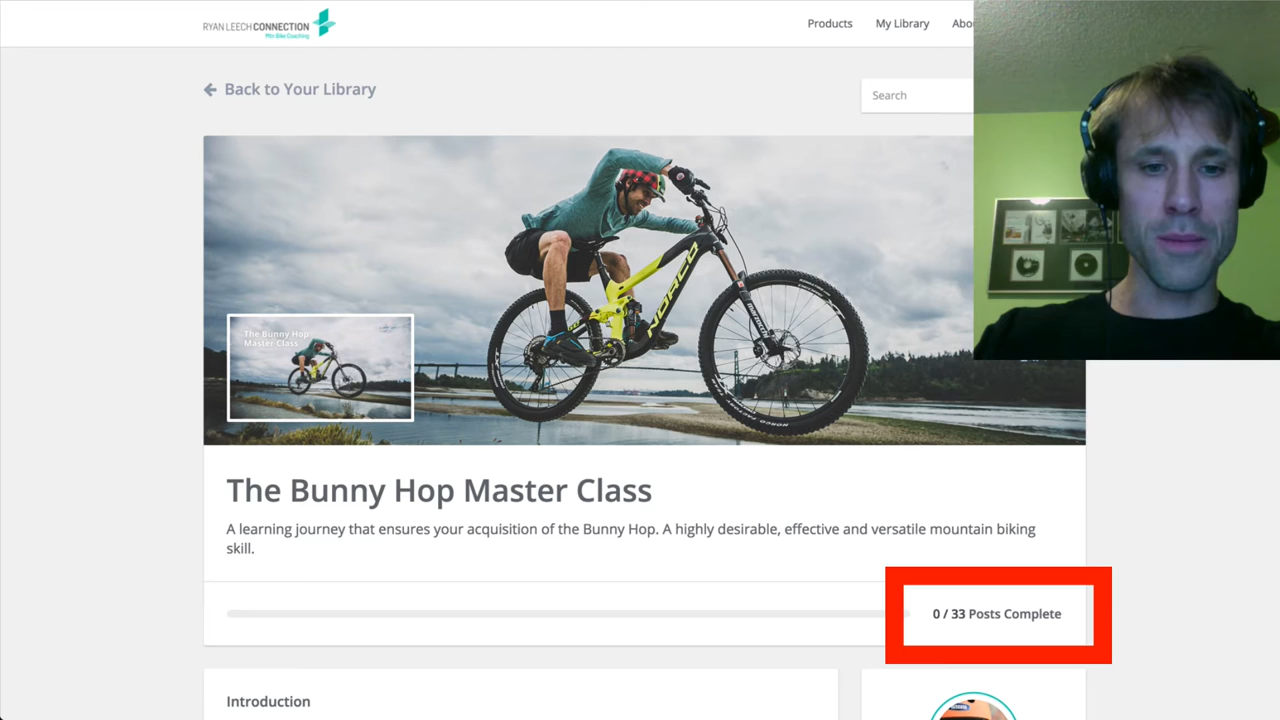 RYAN LEECH CONNECTION
Mtn Bike Coaching
Products
My Library
Abo
Back to Your Library
Search
The Bunny Hop
Master Class
NORCO
The Bunny Hop Master Class
A learning journey that ensures your acquisition of the Bunny Hop. A highly desirable, effective and versatile mountain biking
skill.
0 / 33 Posts Complete
Introduction